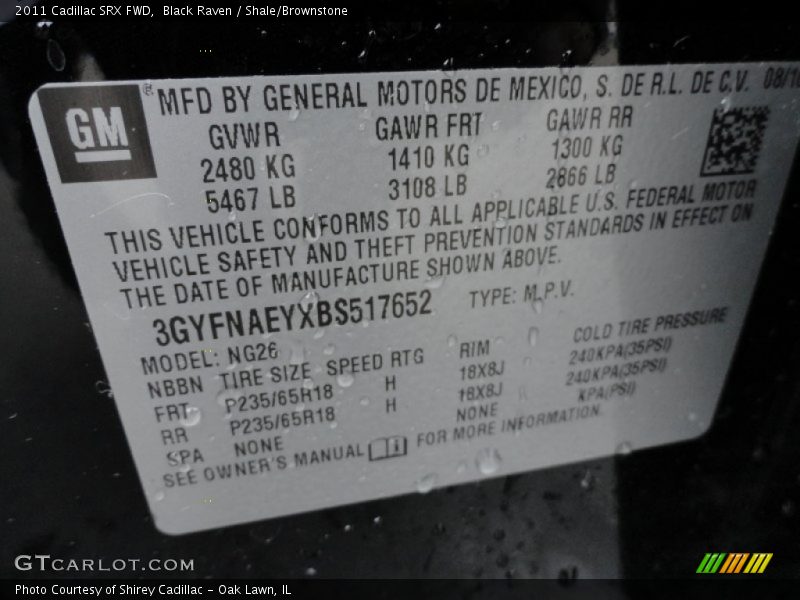 2011 Cadillac SRX FWD,  Black Raven / Shale/Brownstone
GM
® MFD BY GENERAL MOTORS DE MEXICO, S. DE R.L. DE C.V. 08/10
GVWR GAWR FRT GAWR RR
2480 KG 1410 KG 1300 KG
5467 LB 3108 LB 2866 LB
THIS VEHICLE CONFORMS TO ALL APPLICABLE U.S. FEDERAL MOTOR
VEHICLE SAFETY AND THEFT PREVENTION STANDARDS IN EFFECT ON
THE DATE OF MANUFACTURE SHOWN ABOVE.
3GYFNAEYXBS517652 TYPE: M.P.V.
MODEL: NG26
NBBN TIRE SIZE SPEED RTG RIM COLD TIRE PRESSURE
FRT P235/65R18 H 18X8J 240KPA(35PSI)
RR P235/65R18 H 18X8J 240KPA(35PSI)
SPA NONE NONE KPA(PSI)
SEE OWNER'S MANUAL FOR MORE INFORMATION.
GTCARLOT.COM
Photo Courtesy of Shirey Cadillac - Oak Lawn, IL